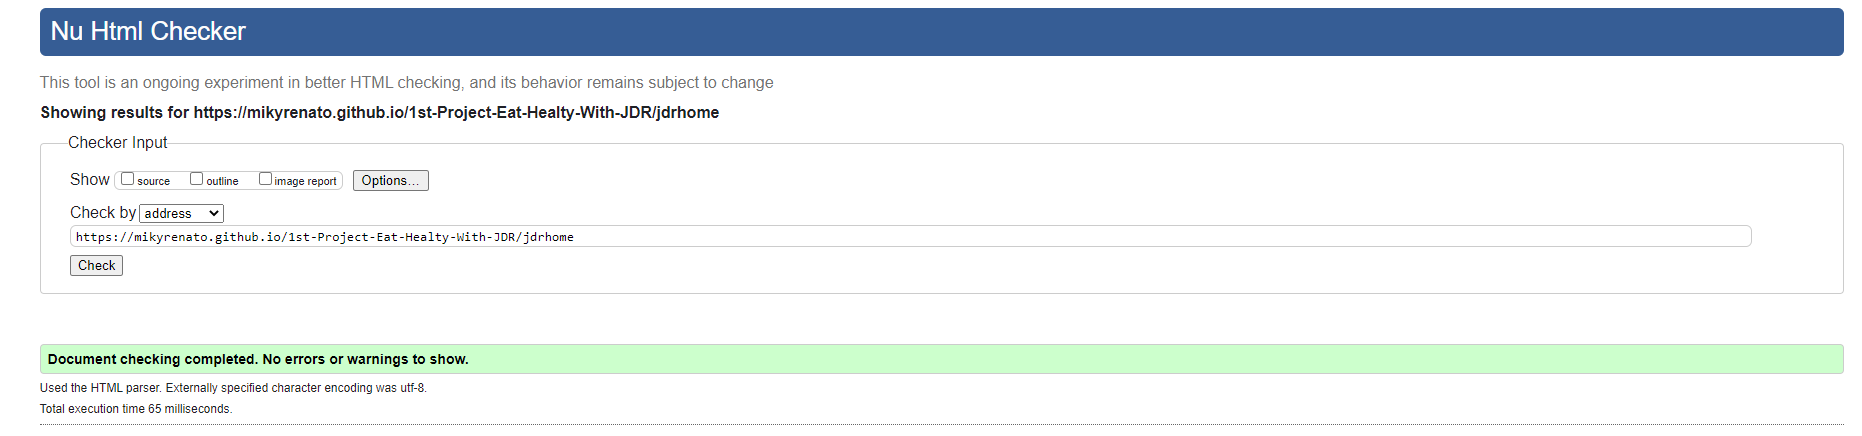 Nu Html Checker
This tool is an ongoing experiment in better HTML checking, and its behavior remains subject to change
Showing results for https://mikyrenato.github.io/1st-Project-Eat-Healty-With-JDR/jdrhome
Checker Input
Show source outline image report Options...
Check by address
https://mikyrenato.github.io/1st-Project-Eat-Healty-With-JDR/jdrhome
Check
Document checking completed. No errors or warnings to show.
Used the HTML parser. Externally specified character encoding was utf-8.
Total execution time 65 milliseconds.